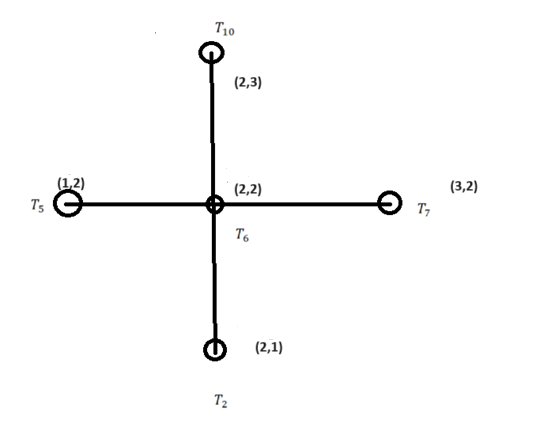 T₁₀
(2,3)
(1,2)
(2,2)
(3,2)
T₅
T₇
T₆
(2,1)
T₂